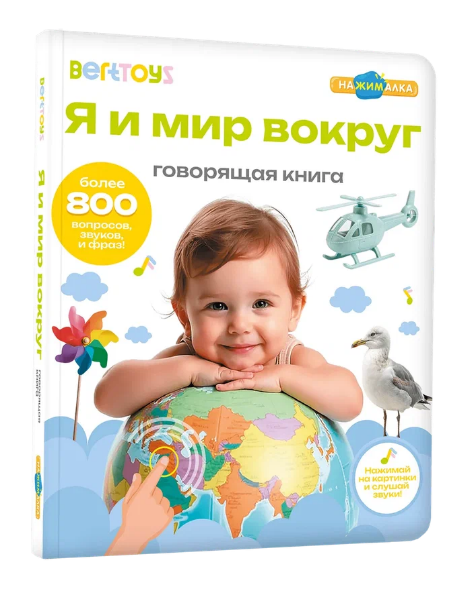 BertToys
НАЖИМАЛКА
Я и мир вокруг
говорящая книга
более
800
вопросов,
звуков,
и фраз!
Нажимай
на картинки
и слушай
звуки!
BertToys
Я и мир вокруг
НАЖИМАЛКА